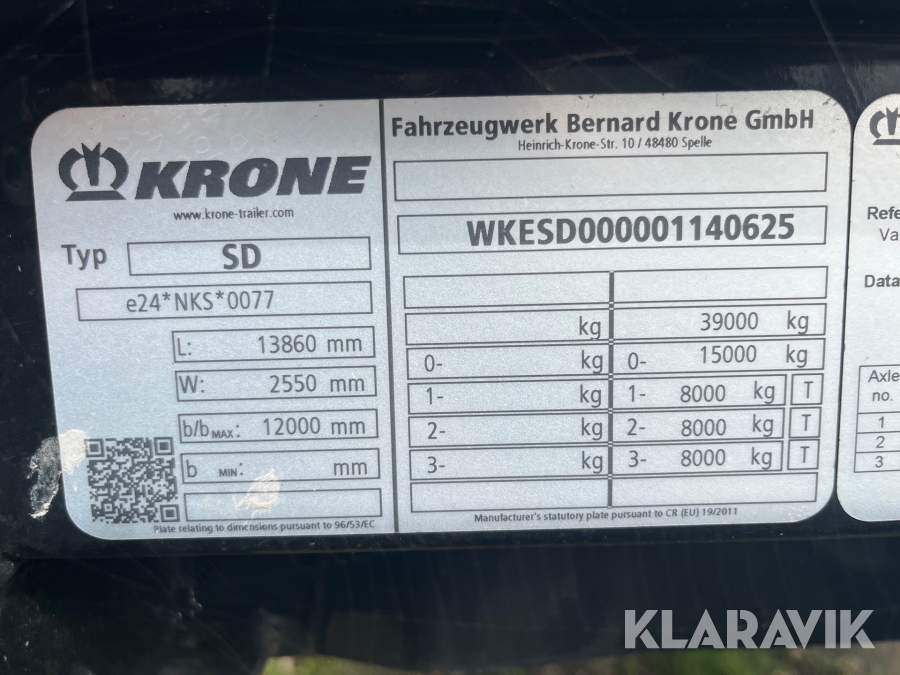 KRONE
www.krone-trailer.com
Typ SD
e24*NKS*0077
L: 13860 mm
W: 2550 mm
b/b MAX: 12000 mm
b MIN: mm
Plate relating to dimensions pursuant to 96/53/EC
Fahrzeugwerk Bernard Krone GmbH
Heinrich-Krone-Str. 10 / 48480 Spelle
WKESD000001140625
kg 39000 kg
0- kg 0- 15000 kg
1- kg 1- 8000 kg T
2- kg 2- 8000 kg T
3- kg 3- 8000 kg T
Manufacturer's statutory plate pursuant to CR (EU) 19/2011
Refe
Va
Data
Axle
no.
1
2
3
KLARAVIK